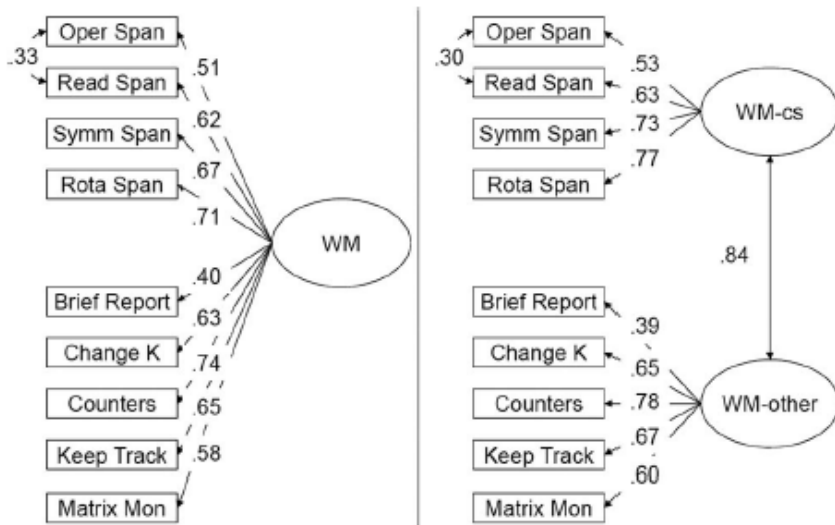 Oper Span
.33
.51
Read Span
.62
Symm Span
.67
Rota Span
.71
WM
.40
Brief Report
.63
Change K
.74
Counters
.65
Keep Track
.58
Matrix Mon
Oper Span
.30
.53
Read Span
.63
WM-cs
Symm Span
.73
.77
Rota Span
.84
Brief Report
.39
Change K
.65
Counters
.78
WM-other
.67
Keep Track
.60
Matrix Mon